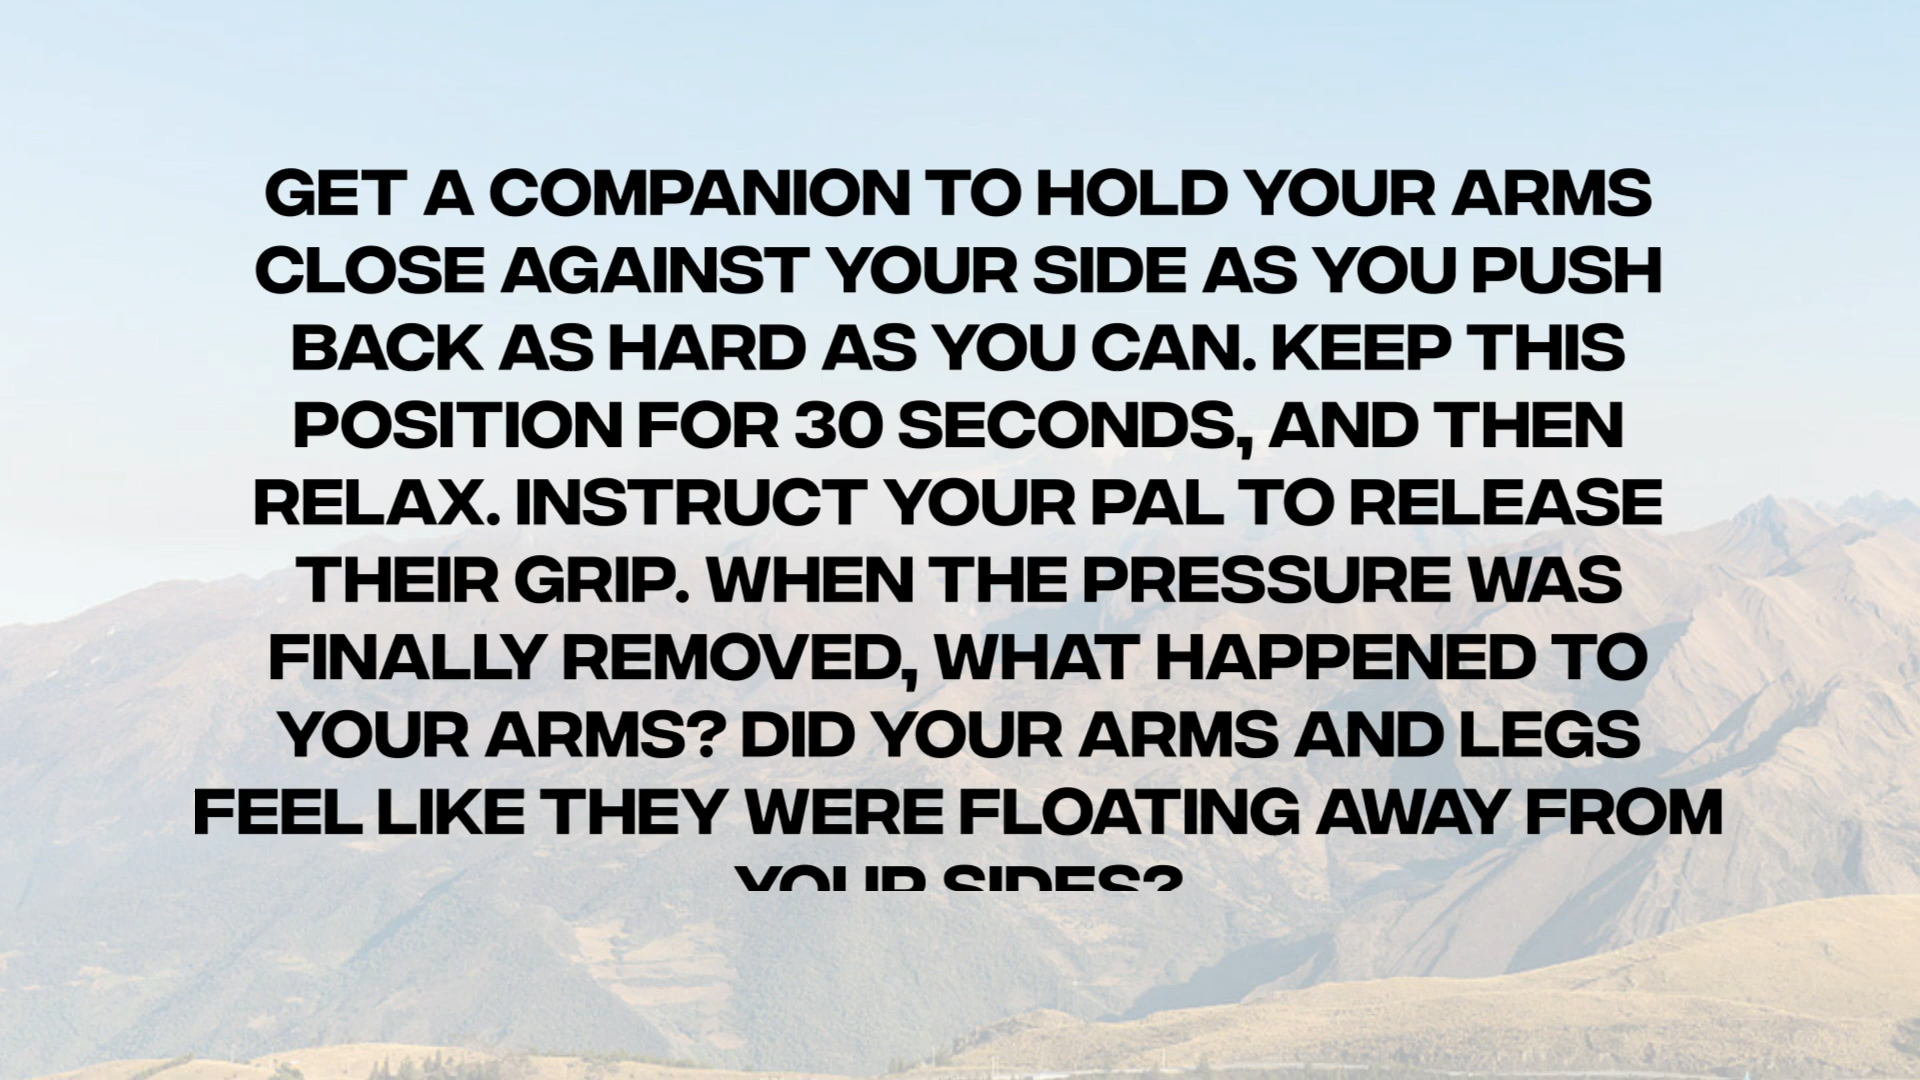 GET A COMPANION TO HOLD YOUR ARMS
CLOSE AGAINST YOUR SIDE AS YOU PUSH
BACK AS HARD AS YOU CAN. KEEP THIS
POSITION FOR 30 SECONDS, AND THEN
RELAX. INSTRUCT YOUR PAL TO RELEASE
THEIR GRIP. WHEN THE PRESSURE WAS
FINALLY REMOVED, WHAT HAPPENED TO
YOUR ARMS? DID YOUR ARMS AND LEGS
FEEL LIKE THEY WERE FLOATING AWAY FROM
YOUR SIDES?